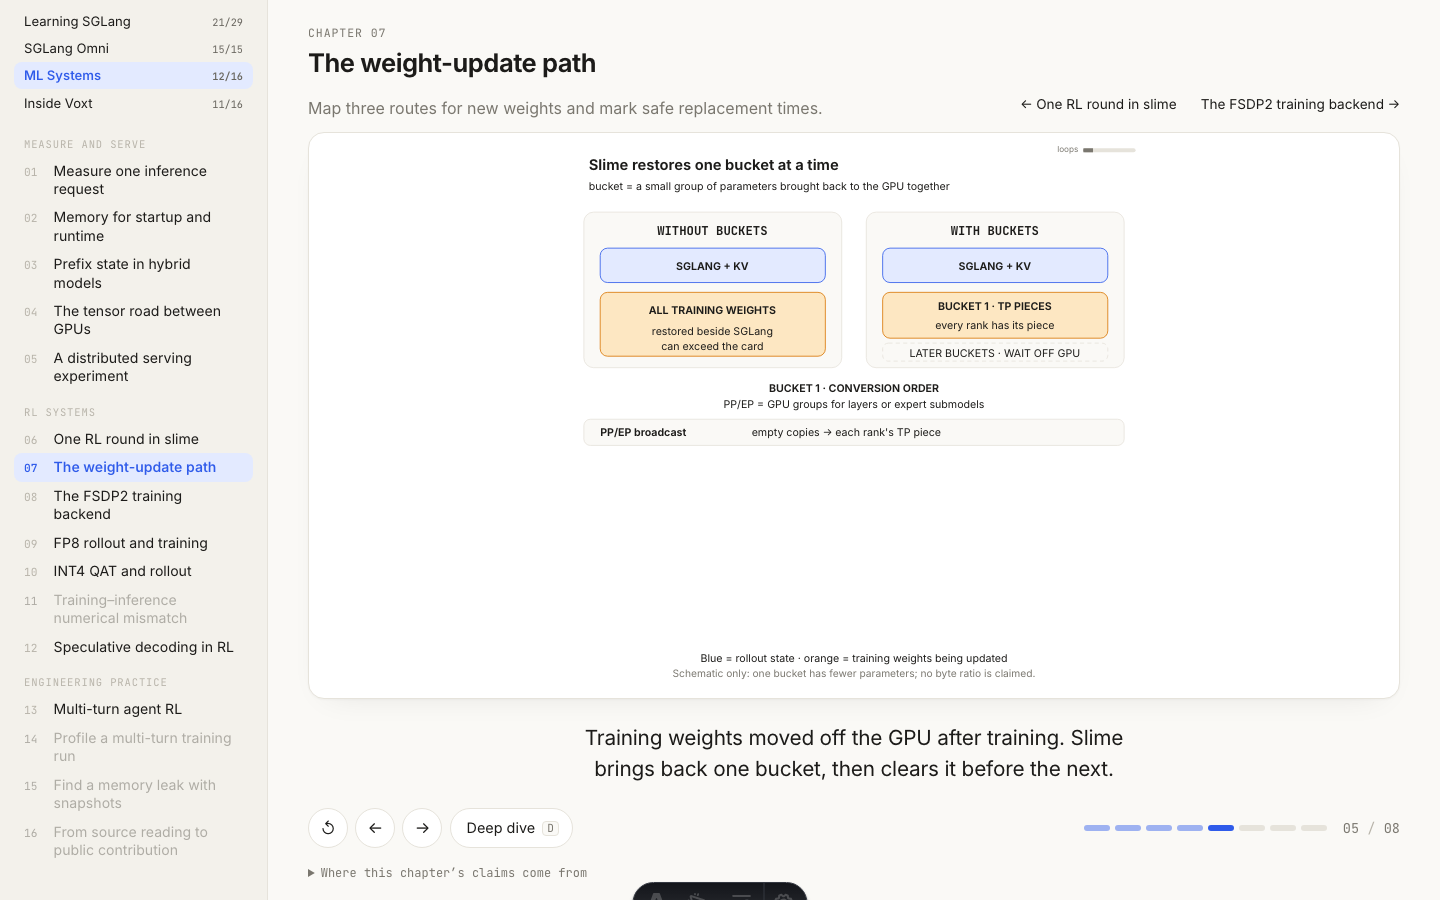 Learning SGLang 21/29
SGLang Omni 15/15
ML Systems 12/16
Inside Voxt 11/16
MEASURE AND SERVE
01 Measure one inference
request
02 Memory for startup and
runtime
03 Prefix state in hybrid
models
04 The tensor road between
GPUs
05 A distributed serving
experiment
RL SYSTEMS
06 One RL round in slime
07 The weight-update path
08 The FSDP2 training
backend
09 FP8 rollout and training
10 INT4 QAT and rollout
11 Training–inference
numerical mismatch
12 Speculative decoding in RL
ENGINEERING PRACTICE
13 Multi-turn agent RL
14 Profile a multi-turn training
run
15 Find a memory leak with
snapshots
16 From source reading to
public contribution
CHAPTER 07
The weight-update path
Map three routes for new weights and mark safe replacement times.
← One RL round in slime The FSDP2 training backend →
loops
Slime restores one bucket at a time
bucket = a small group of parameters brought back to the GPU together
WITHOUT BUCKETS
SGLANG + KV
ALL TRAINING WEIGHTS
restored beside SGLang
can exceed the card
WITH BUCKETS
SGLANG + KV
BUCKET 1 · TP PIECES
every rank has its piece
LATER BUCKETS · WAIT OFF GPU
BUCKET 1 · CONVERSION ORDER
PP/EP = GPU groups for layers or expert submodels
PP/EP broadcast empty copies → each rank's TP piece
Blue = rollout state · orange = training weights being updated
Schematic only: one bucket has fewer parameters; no byte ratio is claimed.
Training weights moved off the GPU after training. Slime
brings back one bucket, then clears it before the next.
Deep dive D
05 / 08
▶ Where this chapter’s claims come from